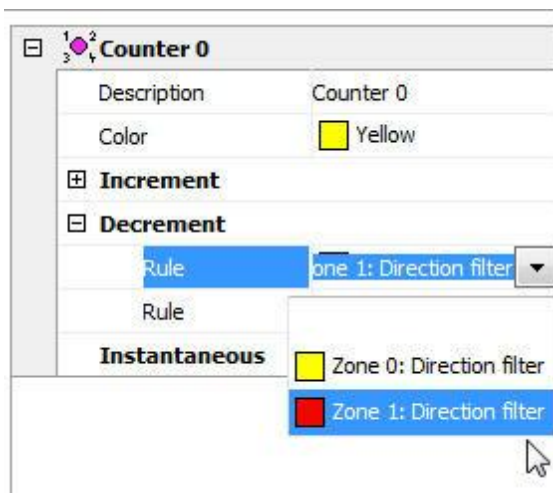 Counter 0
Description Counter 0
Color Yellow
Increment
Decrement
Rule one 1: Direction filter
Rule
Instantaneous
Zone 0: Direction filter
Zone 1: Direction filter